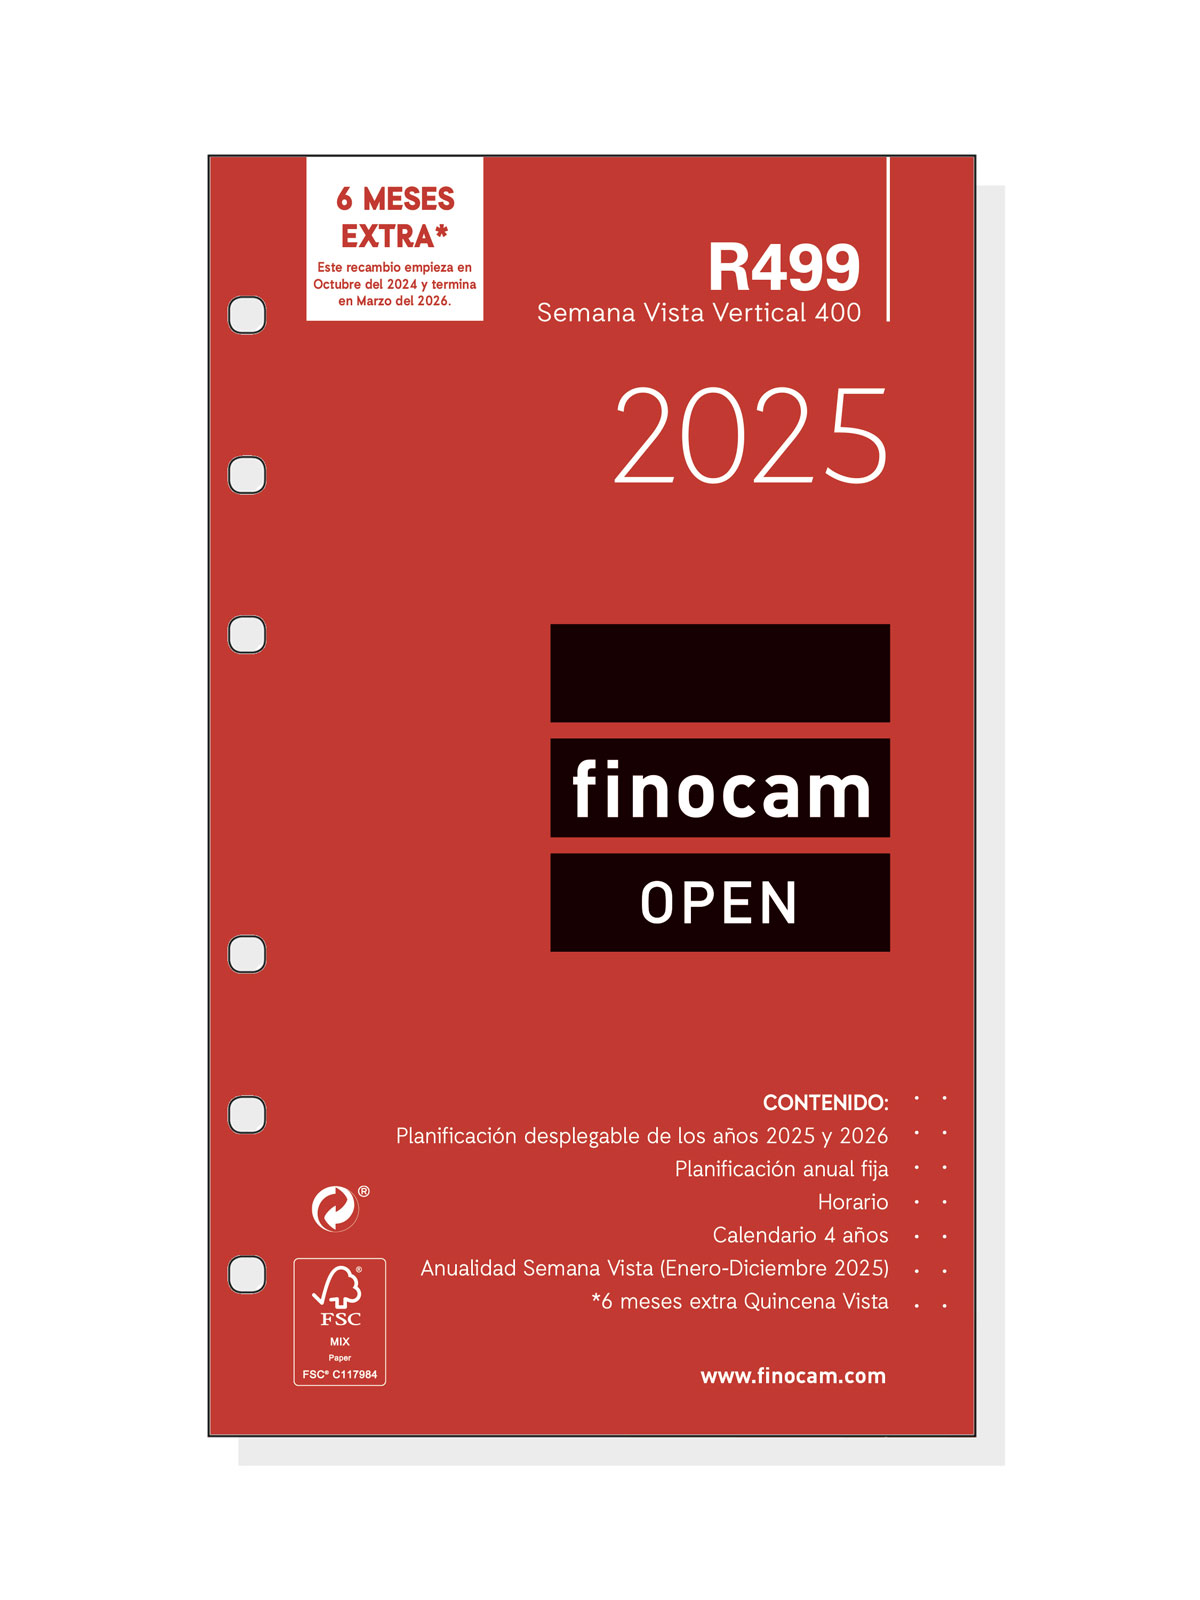 6 MESES
EXTRA*
Este recambio empieza en
Octubre del 2024 y termina
en Marzo del 2026.
R499
Semana Vista Vertical 400
2025
finocam
OPEN
CONTENIDO:
Planificación desplegable de los años 2025 y 2026
Planificación anual fija
Horario
Calendario 4 años
Anualidad Semana Vista (Enero-Diciembre 2025)
*6 meses extra Quincena Vista
®
®
FSC
MIX
Paper
FSC® C117984
www.finocam.com